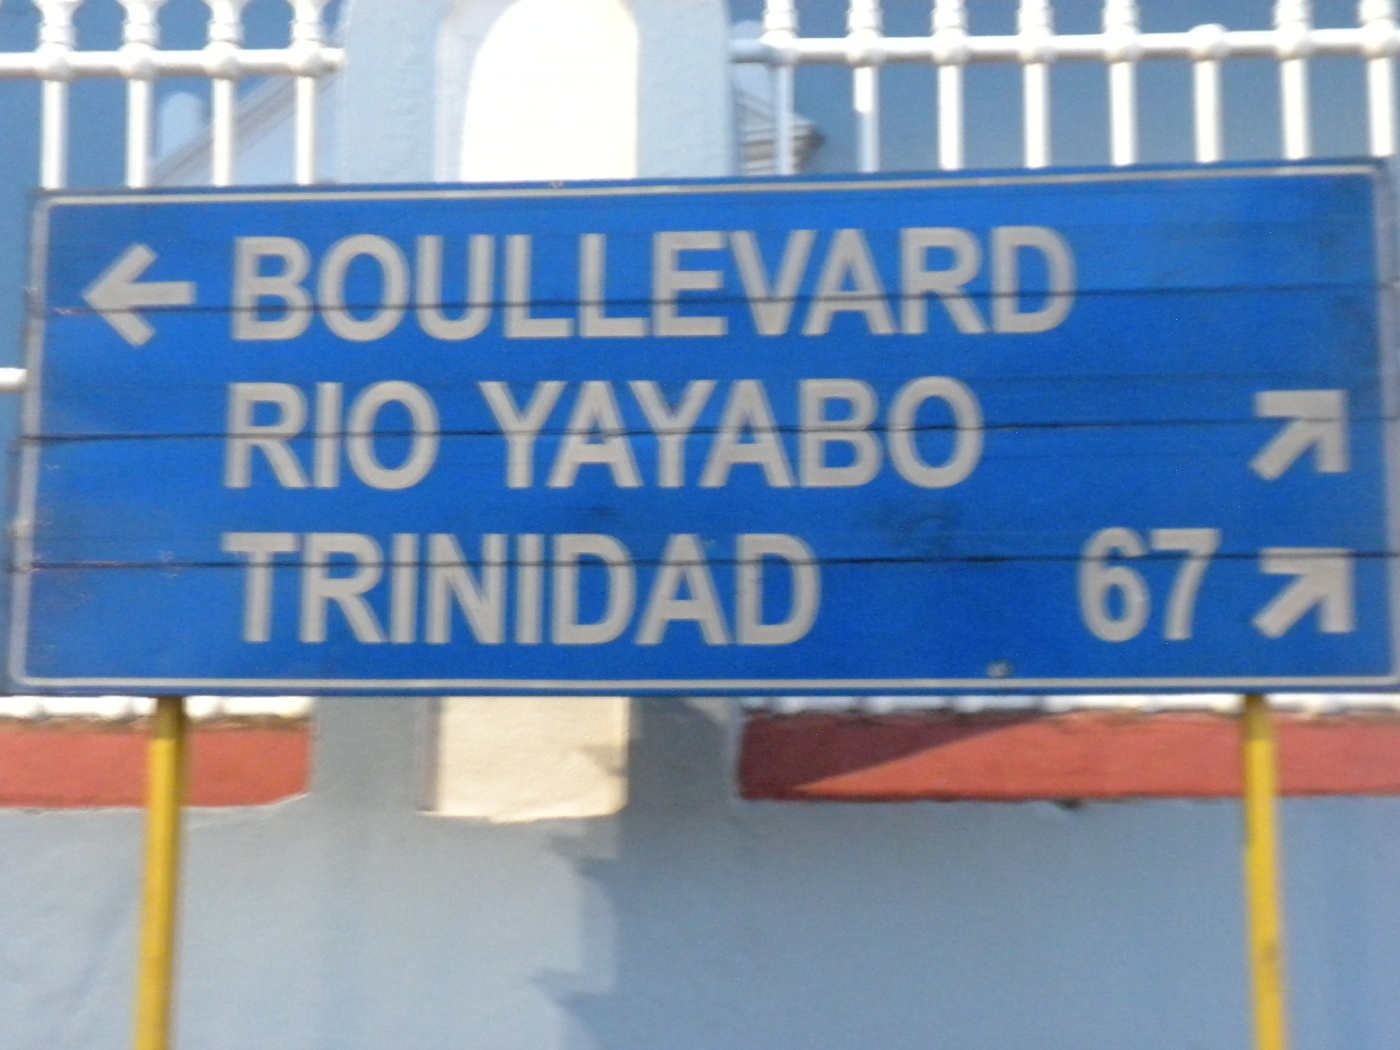 BOULLEVARD
RIO YAYABO
TRINIDAD 67